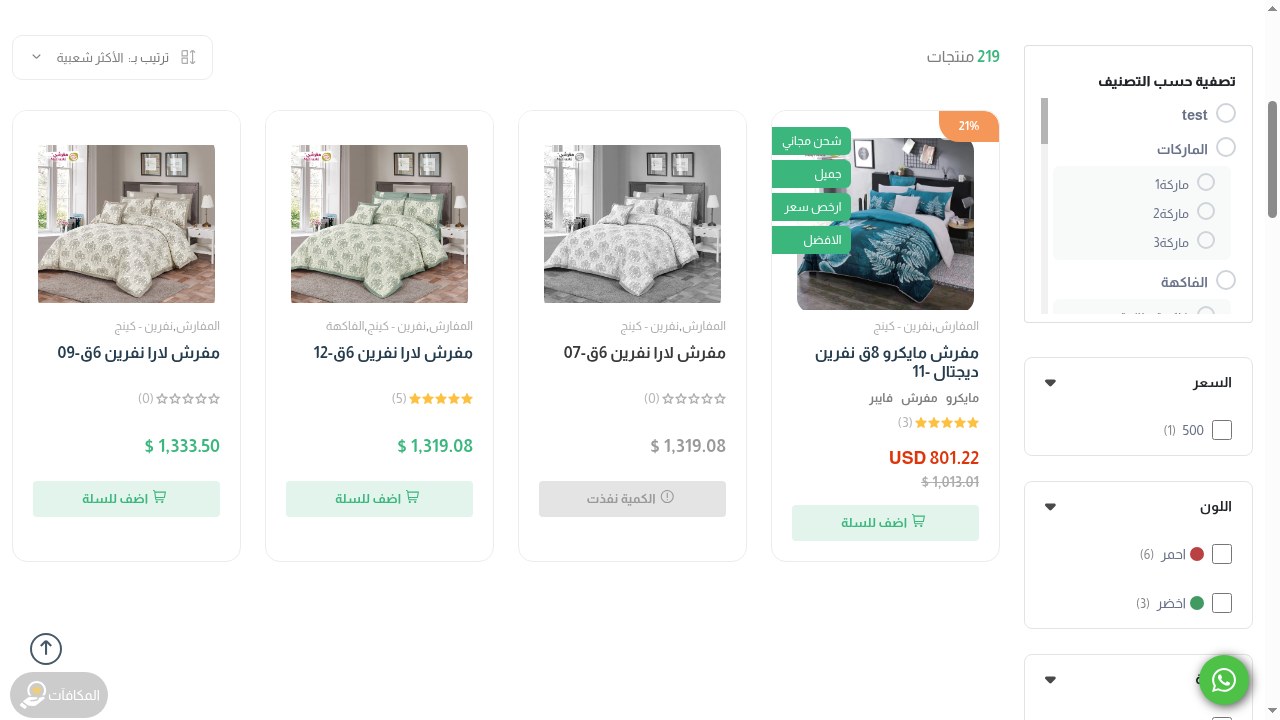 219 منتجات
ترتيب بـ: الأكثر شعبية
تصفية حسب التصنيف
test
الماركات
ماركة1
ماركة2
ماركة3
الفاكهة
السعر
500 (1)
اللون
احمر (6)
اخضر (3)
21%
شحن مجاني
جميل
ارخص سعر
الافضل
المفارش,نفرين - كينج
مفرش مايكرو 8ق نفرين
ديجتال -11
مايكرو مفرش فايبر
(3)
801.22 USD
1,013.01 $
اضف للسلة
المفارش,نفرين - كينج
مفرش لارا نفرين 6ق-07
(0)
1,319.08 $
الكمية نفذت
المفارش,نفرين - كينج,الفاكهة
مفرش لارا نفرين 6ق-12
(5)
1,319.08 $
اضف للسلة
المفارش,نفرين - كينج
مفرش لارا نفرين 6ق-09
(0)
1,333.50 $
اضف للسلة
المكافآت